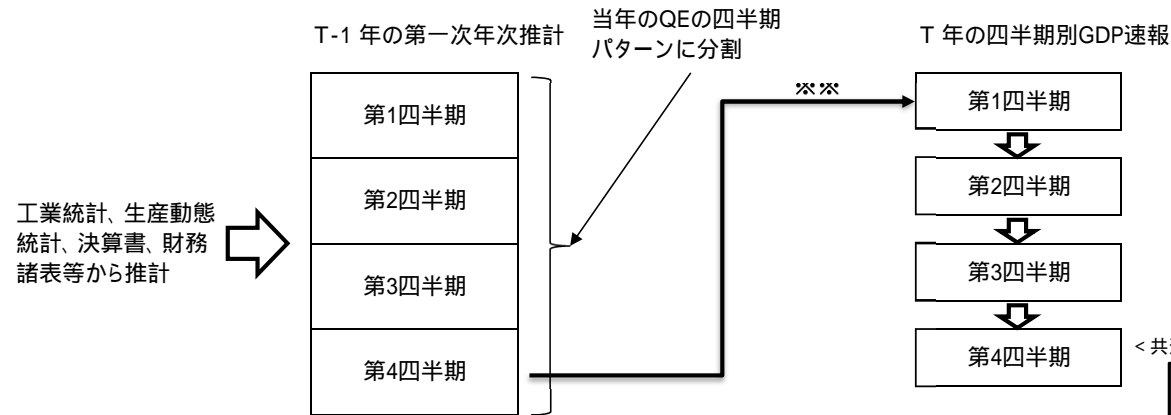 T-1 年の第一次年次推計
当年のQEの四半期
パターンに分割
T 年の四半期別GDP速報
※※
第1四半期
第2四半期
第3四半期
第4四半期
工業統計、生産動態
統計、決算書、財務
諸表等から推計
第1四半期
第2四半期
第3四半期
第4四半期
<共